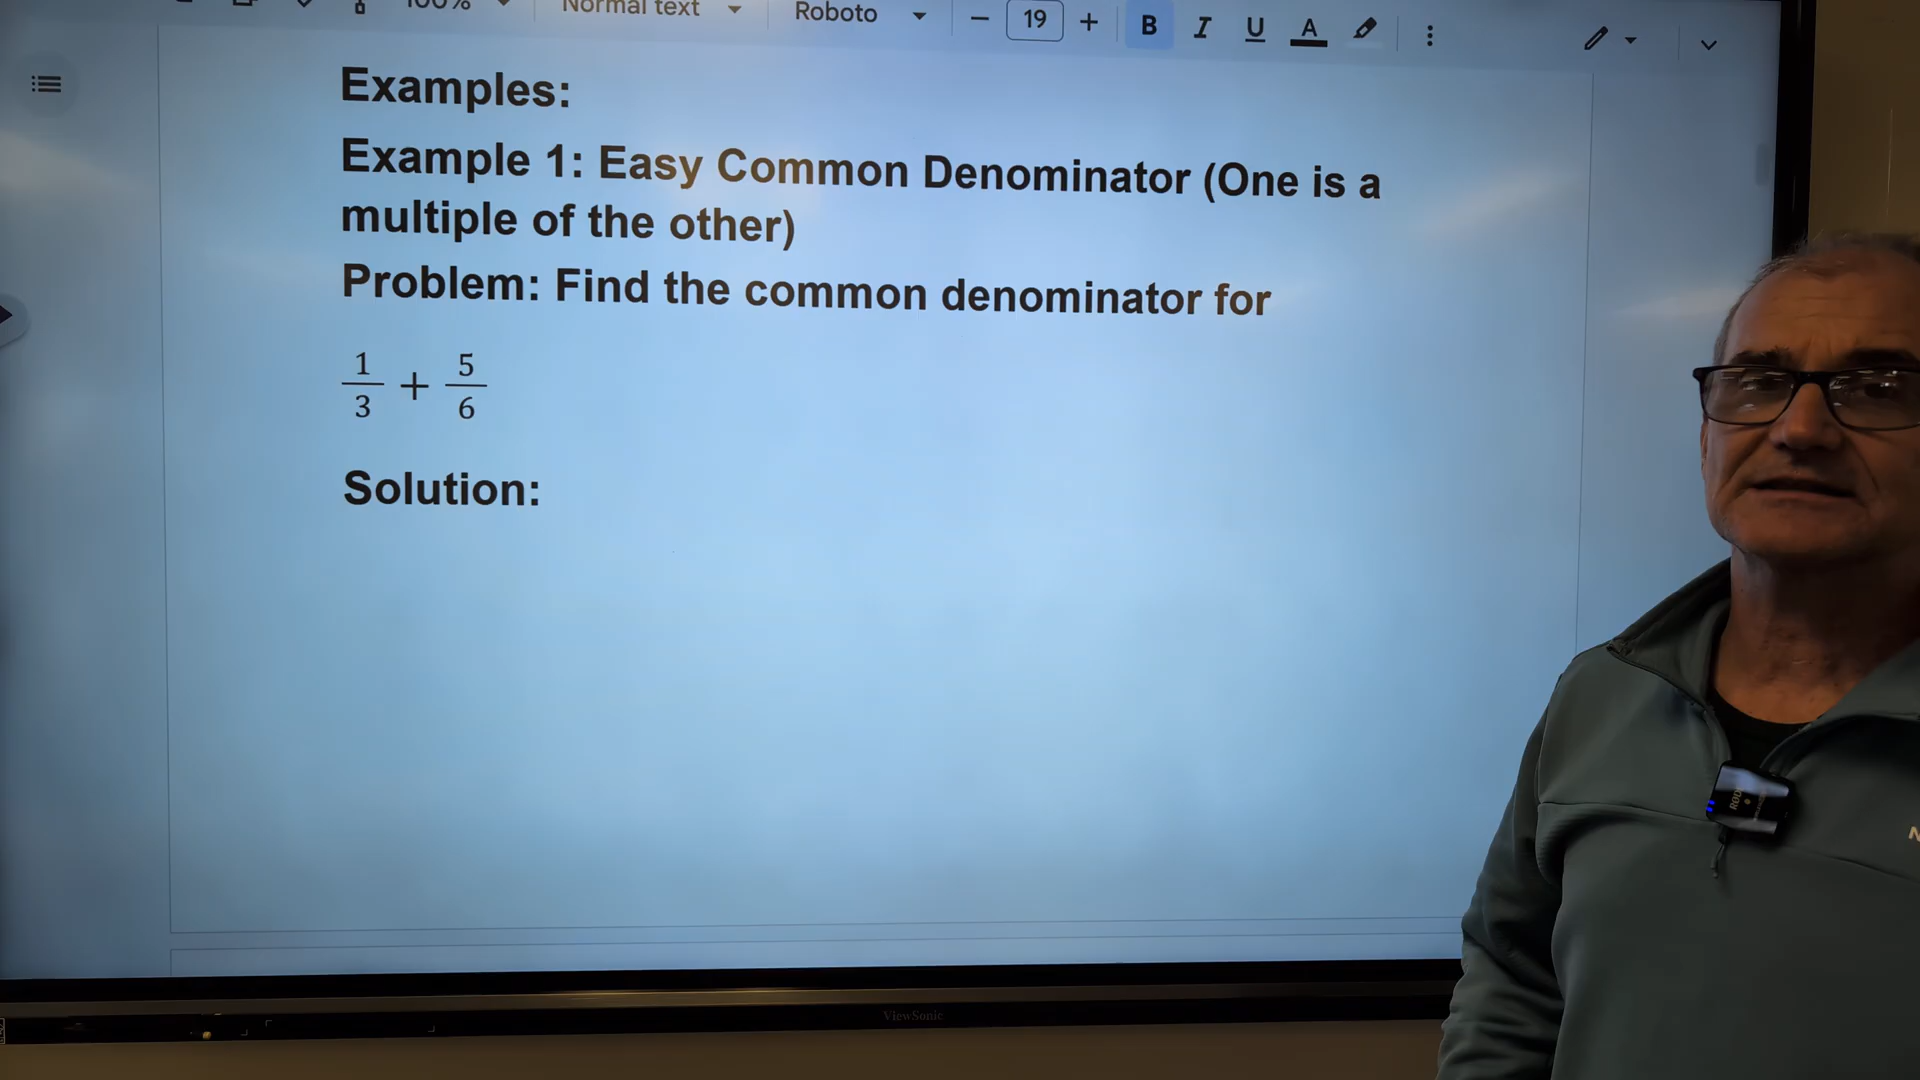 Normal text Roboto 19 B I U A
Examples:
Example 1: Easy Common Denominator (One is a
multiple of the other)
Problem: Find the common denominator for
1/3 + 5/6
Solution:
ViewSonic